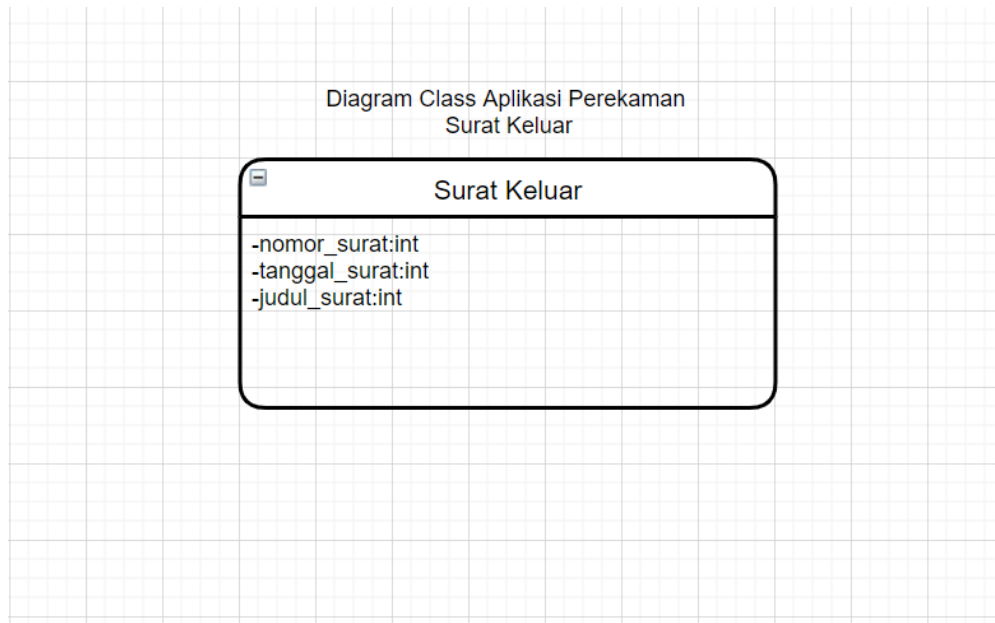 Diagram Class Aplikasi Perekaman
Surat Keluar
Surat Keluar
-nomor_surat:int
-tanggal_surat:int
-judul_surat:int